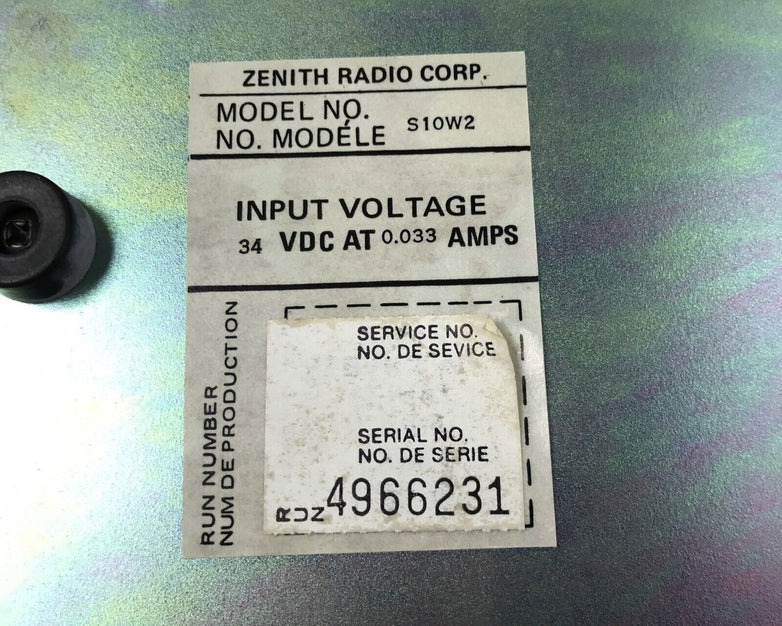 ZENITH RADIO CORP.
MODEL NO.
NO. MODÉLE S10W2
INPUT VOLTAGE
34 VDC AT 0.033 AMPS
RUN NUMBER
NUM DE PRODUCTION
SERVICE NO.
NO. DE SEVICE
SERIAL NO.
NO. DE SERIE
RUN 4966231